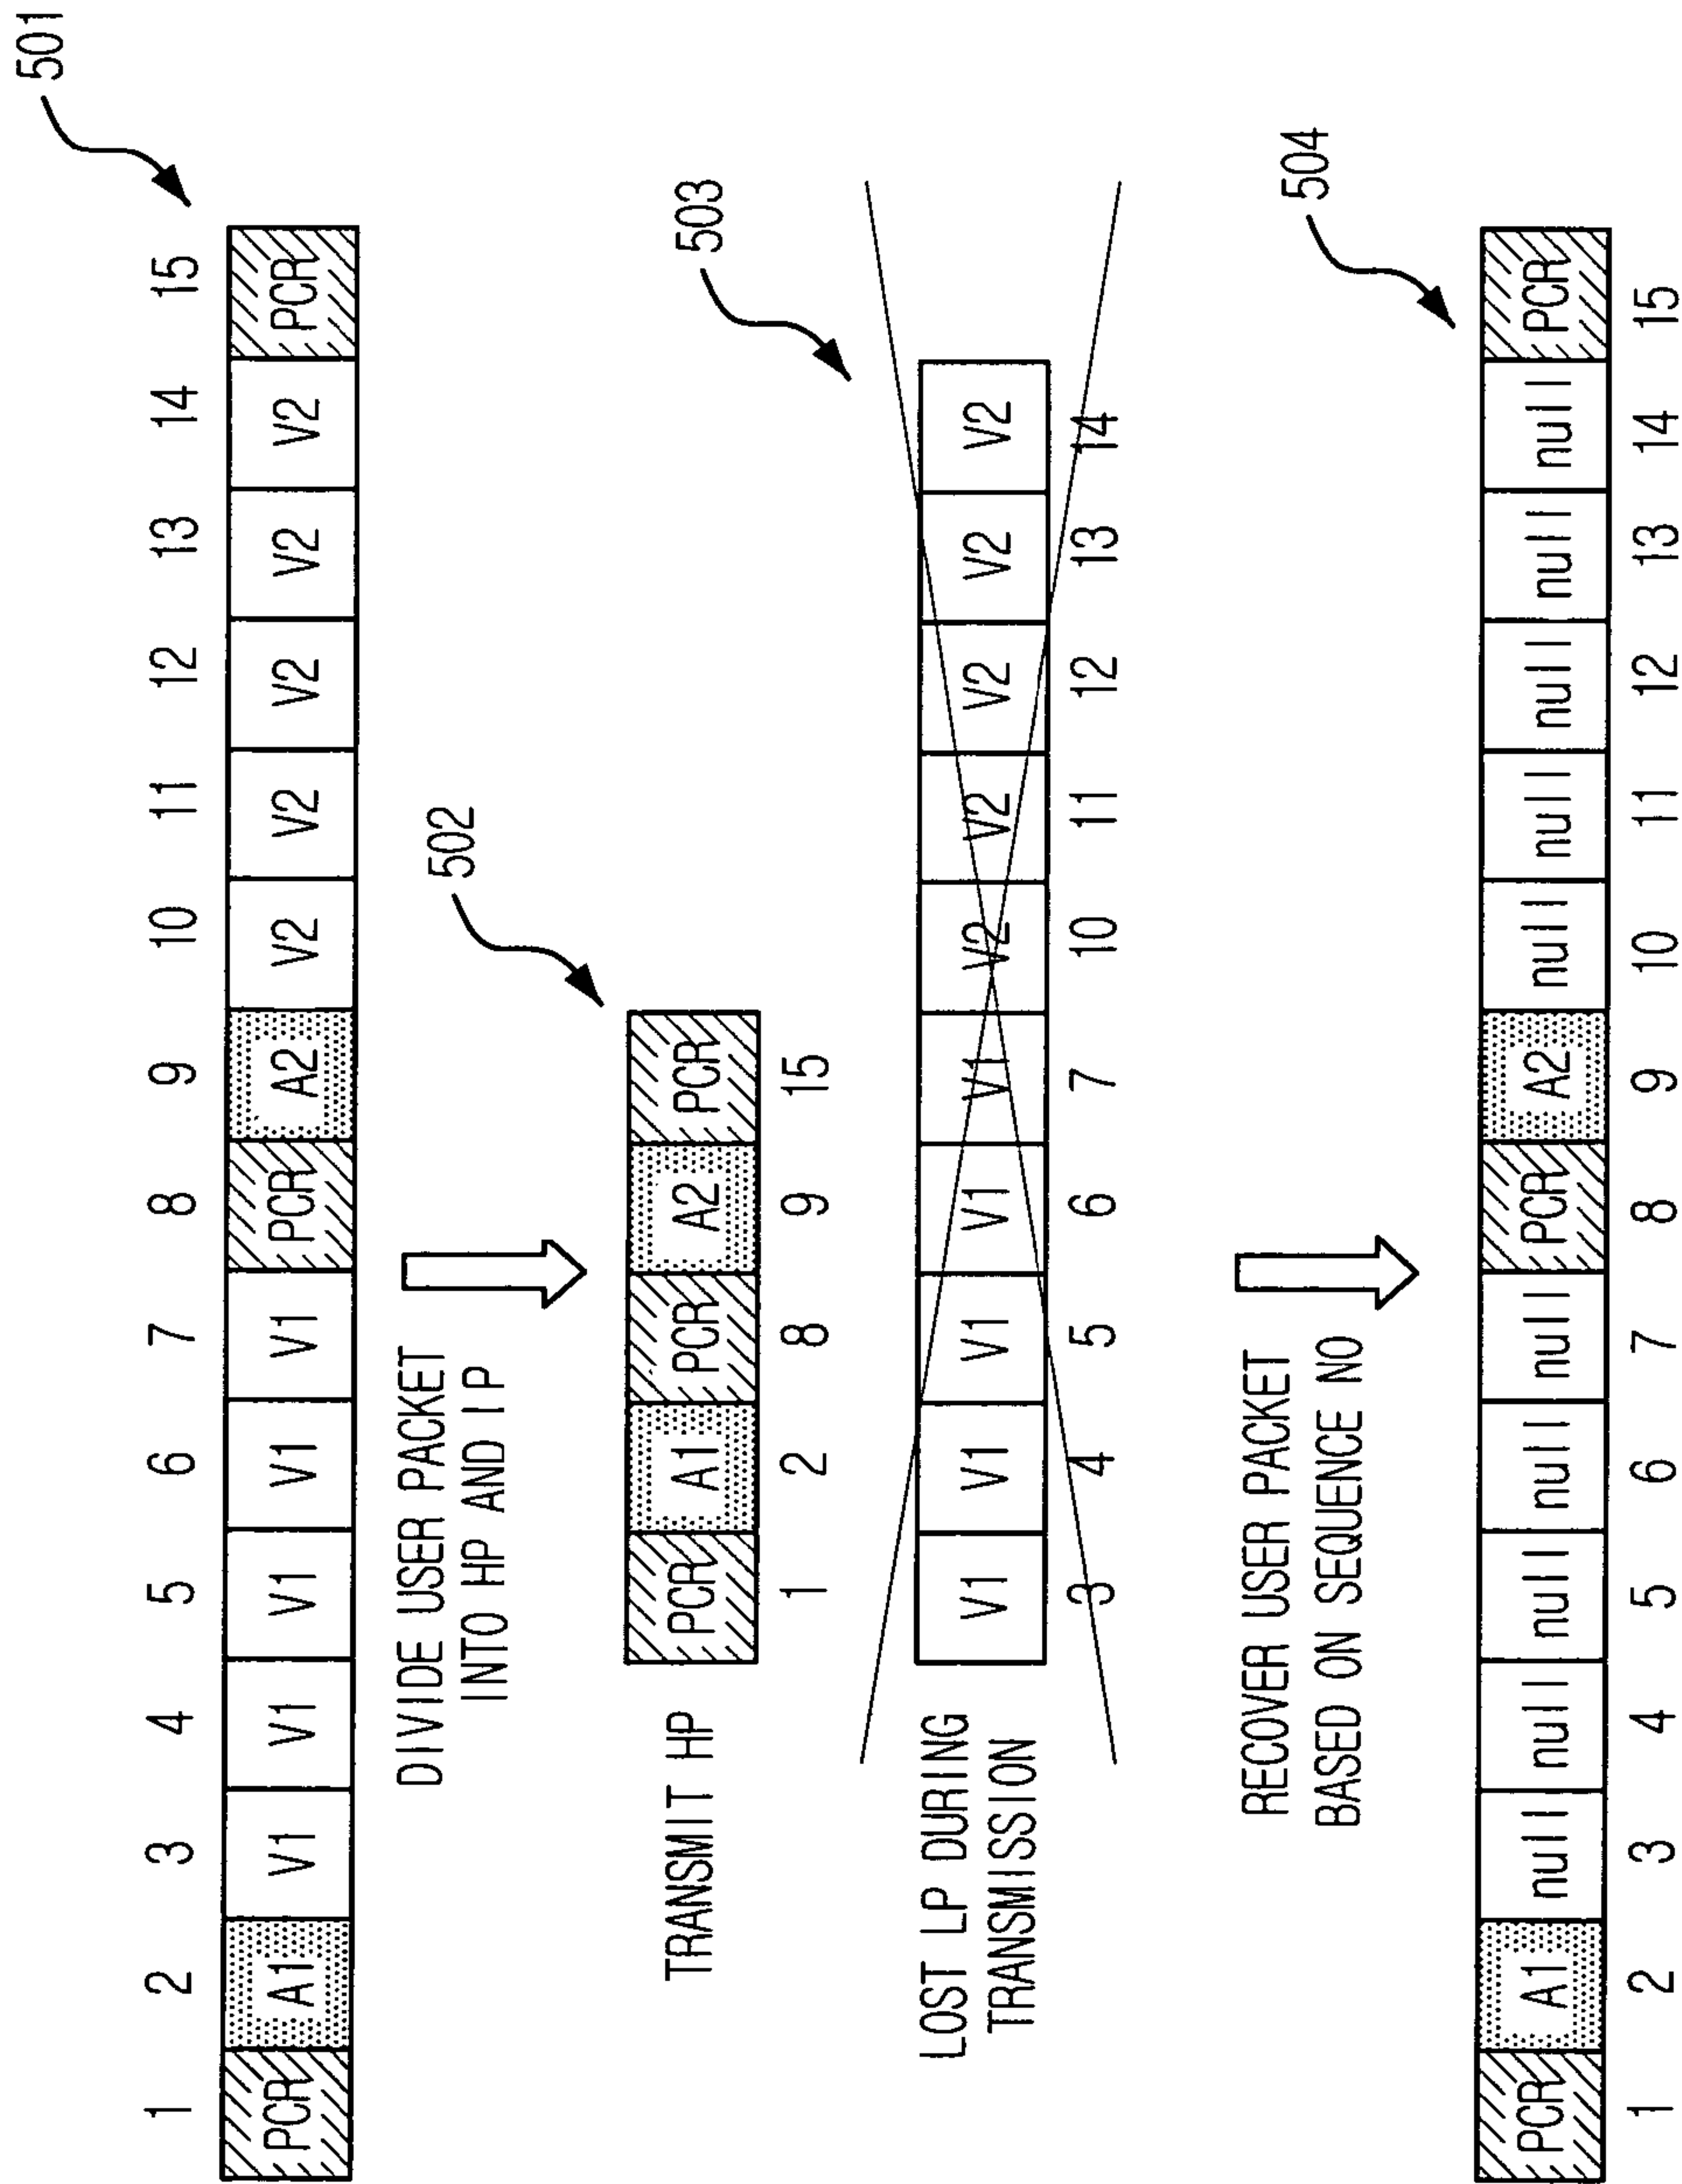 501
1 2 3 4 5 6 7 8 9 10 11 12 13 14 15
PCR A1 V1 V1 V1 V1 V1 PCR A2 V2 V2 V2 V2 V2 PCR
DIVIDE USER PACKET
INTO HP AND IP
502
TRANSMIT HP
PCR A1 PCR A2 PCR
1 2 8 9 15
503
LOST LP DURING
TRANSMISSION
V1 V1 V1 V1 V1 V2 V2 V2 V2 V2
3 4 5 6 7 10 11 12 13 14
RECOVER USER PACKET
BASED ON SEQUENCE NO
504
PCR A1 null null null null null PCR A2 null null null null null PCR
1 2 3 4 5 6 7 8 9 10 11 12 13 14 15